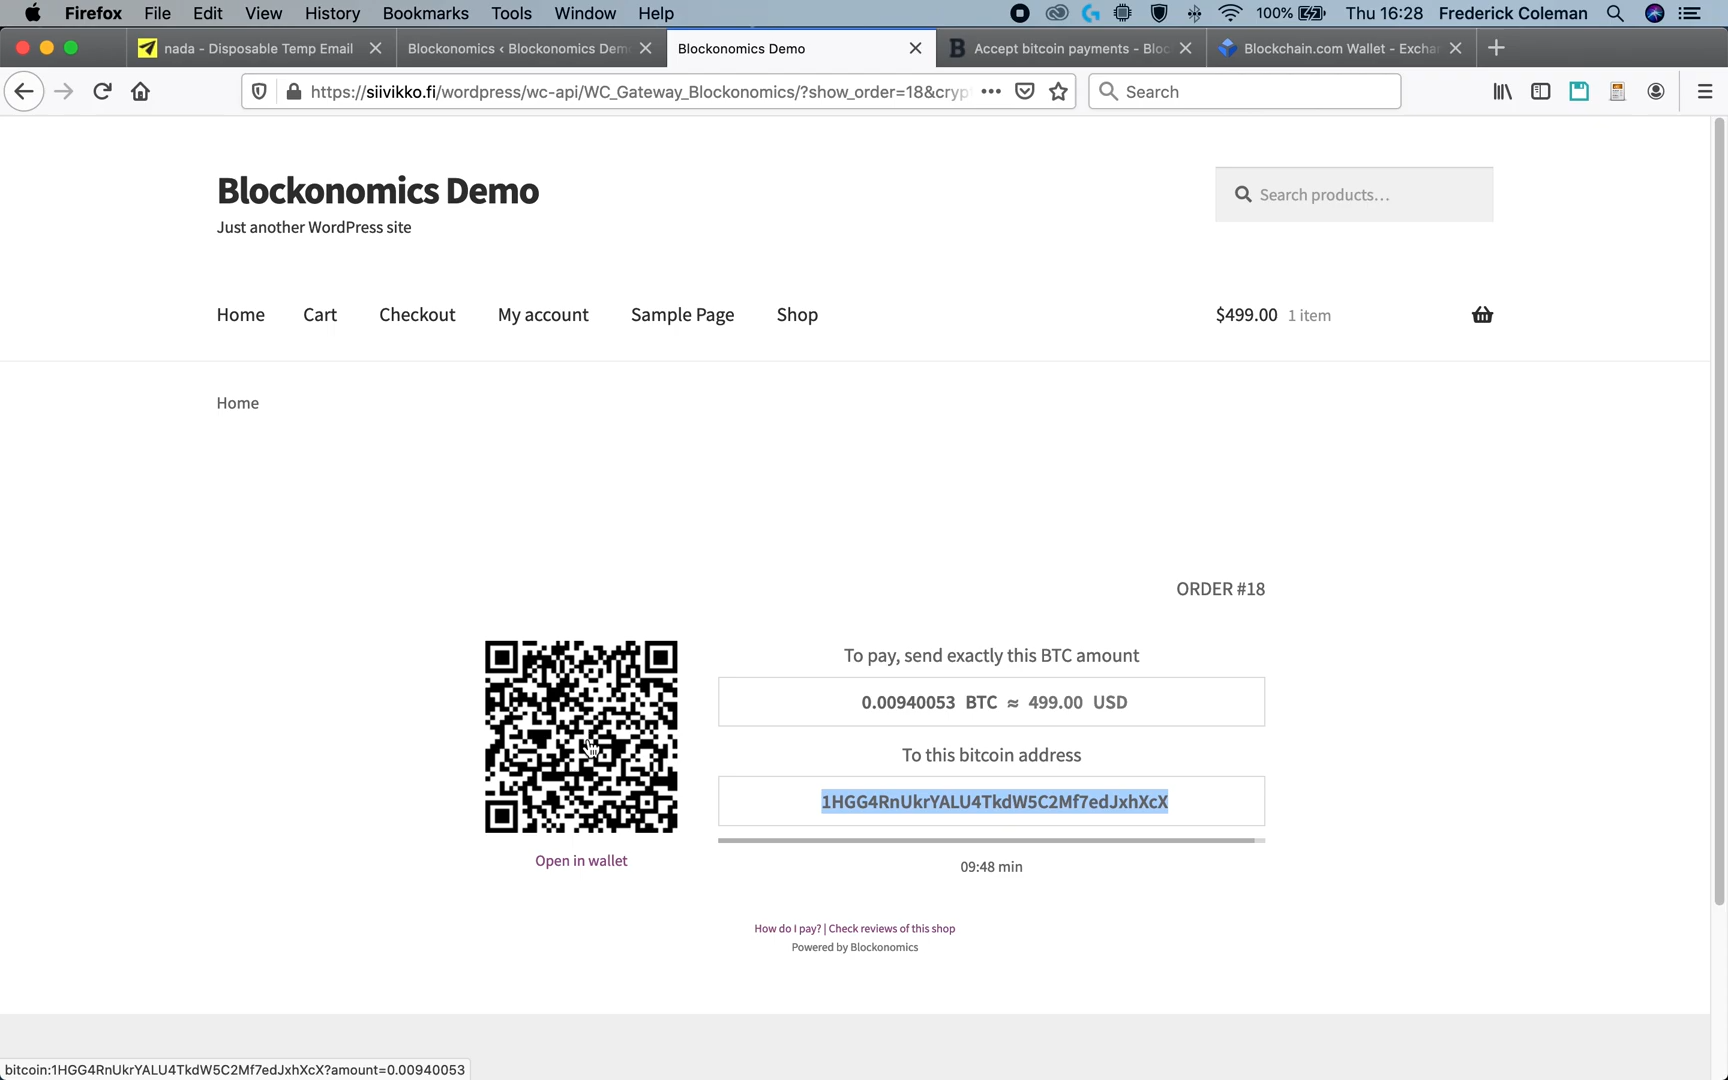 Firefox File Edit View History Bookmarks Tools Window Help 100% Thu 16:28 Frederick Coleman
nada - Disposable Temp Email
Blockonomics ‹ Blockonomics Dem
Blockonomics Demo
Accept bitcoin payments - Bloc
Blockchain.com Wallet - Exchan
https://siivikko.fi/wordpress/wc-api/WC_Gateway_Blockonomics/?show_order=18&cryp
Search
Blockonomics Demo
Just another WordPress site
Search products…
Home Cart Checkout My account Sample Page Shop
$499.00 1 item
Home
ORDER #18
To pay, send exactly this BTC amount
0.00940053 BTC ≈ 499.00 USD
To this bitcoin address
1HGG4RnUkrYALU4TkdW5C2Mf7edJxhXcX
Open in wallet
09:48 min
How do I pay? | Check reviews of this shop
Powered by Blockonomics
bitcoin:1HGG4RnUkrYALU4TkdW5C2Mf7edJxhXcX?amount=0.00940053